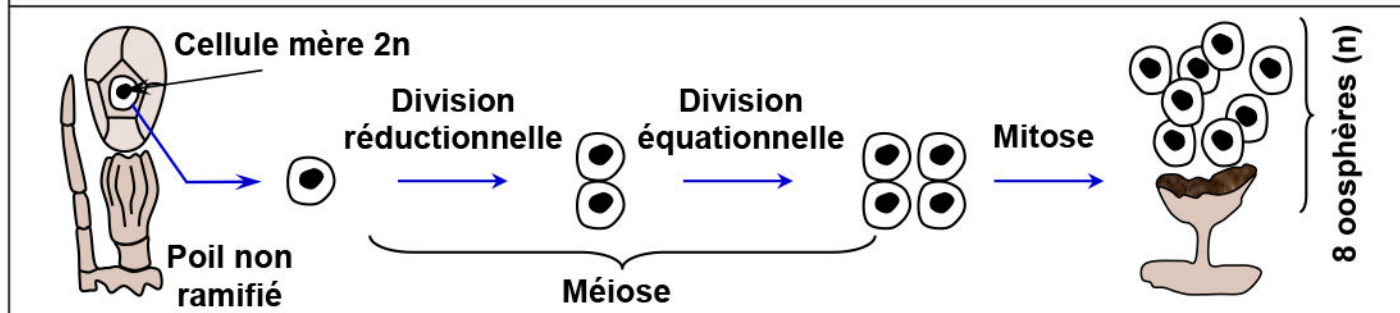 Cellule mère 2n
Division
réductionnelle
Division
équationnelle
Mitose
Poil non
ramifié
Méiose
8 oosphères (n)